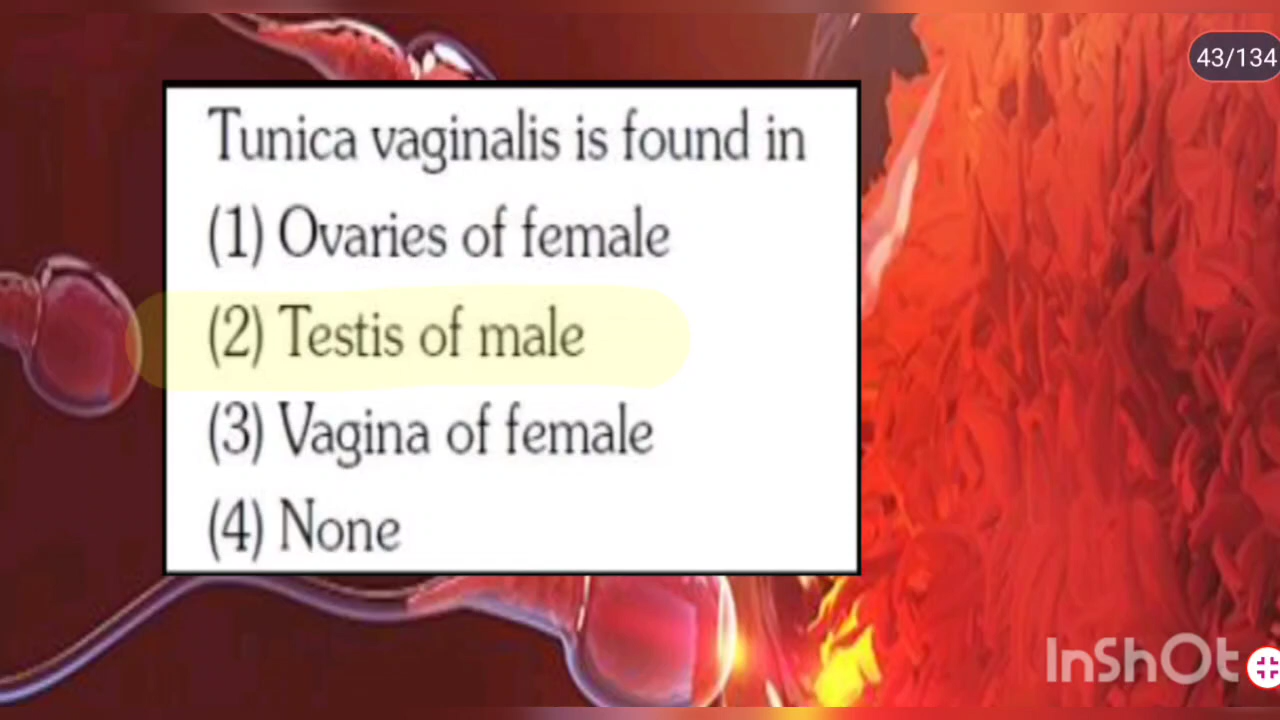 43/134
Tunica vaginalis is found in
(1) Ovaries of female
(2) Testis of male
(3) Vagina of female
(4) None
InShOt